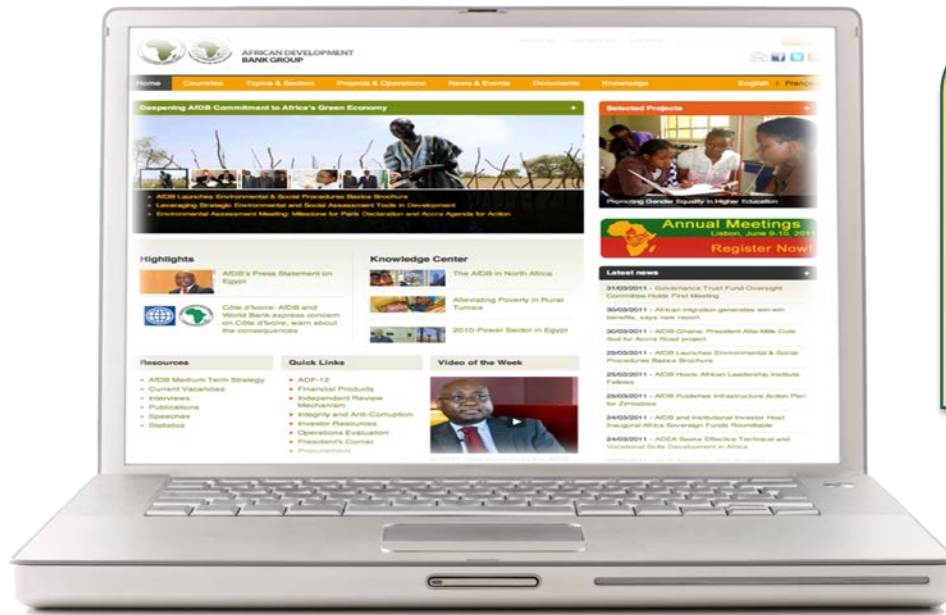 AFRICAN DEVELOPMENT
BANK GROUP
Home Countries Topics & Sectors Projects & Operations News & Events Documents Knowledge English Français
Deepening AfDB Commitment to Africa's Green Economy
AfDB Launches Environmental & Social Procedures Basics Brochure
Leveraging Strategic Environmental and Social Assessment Tools in Development
Environmental Assessment Meeting: Milestone for Paris Declaration and Accra Agenda for Action
Selected Projects
Promoting Gender Equality in Higher Education
Annual Meetings
Lisbon, June 9-10, 2011
Register Now!
Highlights
AfDB's Press Statement on
Egypt
Côte d'Ivoire: AfDB and
World Bank express concern
on Côte d'Ivoire, warn about
the consequences
Knowledge Center
The AfDB in North Africa
Alleviating Poverty in Rural
Tunisia
2010-Power Sector in Egypt
Latest news
31/03/2011 - Governance Trust Fund Oversight
Committee Holds First Meeting
30/03/2011 - African migration generates win-win
benefits, says new report
30/03/2011 - AfDB-Ghana: President Atta-Mills Cuts
Sod for Accra Road project
29/03/2011 - AfDB Launches Environmental & Social
Procedures Basics Brochure
25/03/2011 - AfDB Hosts African Leadership Institute
Fellows
25/03/2011 - AfDB Publishes Infrastructure Action Plan
for Zimbabwe
24/03/2011 - AfDB and Institutional Investor Host
Inaugural Africa Sovereign Funds Roundtable
24/03/2011 - ADEA Seeks Effective Technical and
Vocational Skills Development in Africa
Resources
AfDB Medium Term Strategy
Current Vacancies
Interviews
Publications
Speeches
Statistics
Quick Links
ADF-12
Financial Products
Independent Review
Mechanism
Integrity and Anti-Corruption
Investor Resources
Operations Evaluation
President's Corner
Procurement
Video of the Week